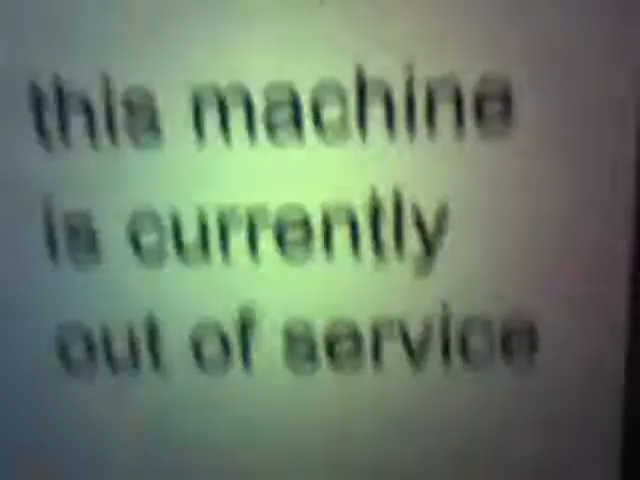 this machine
is currently
out of service